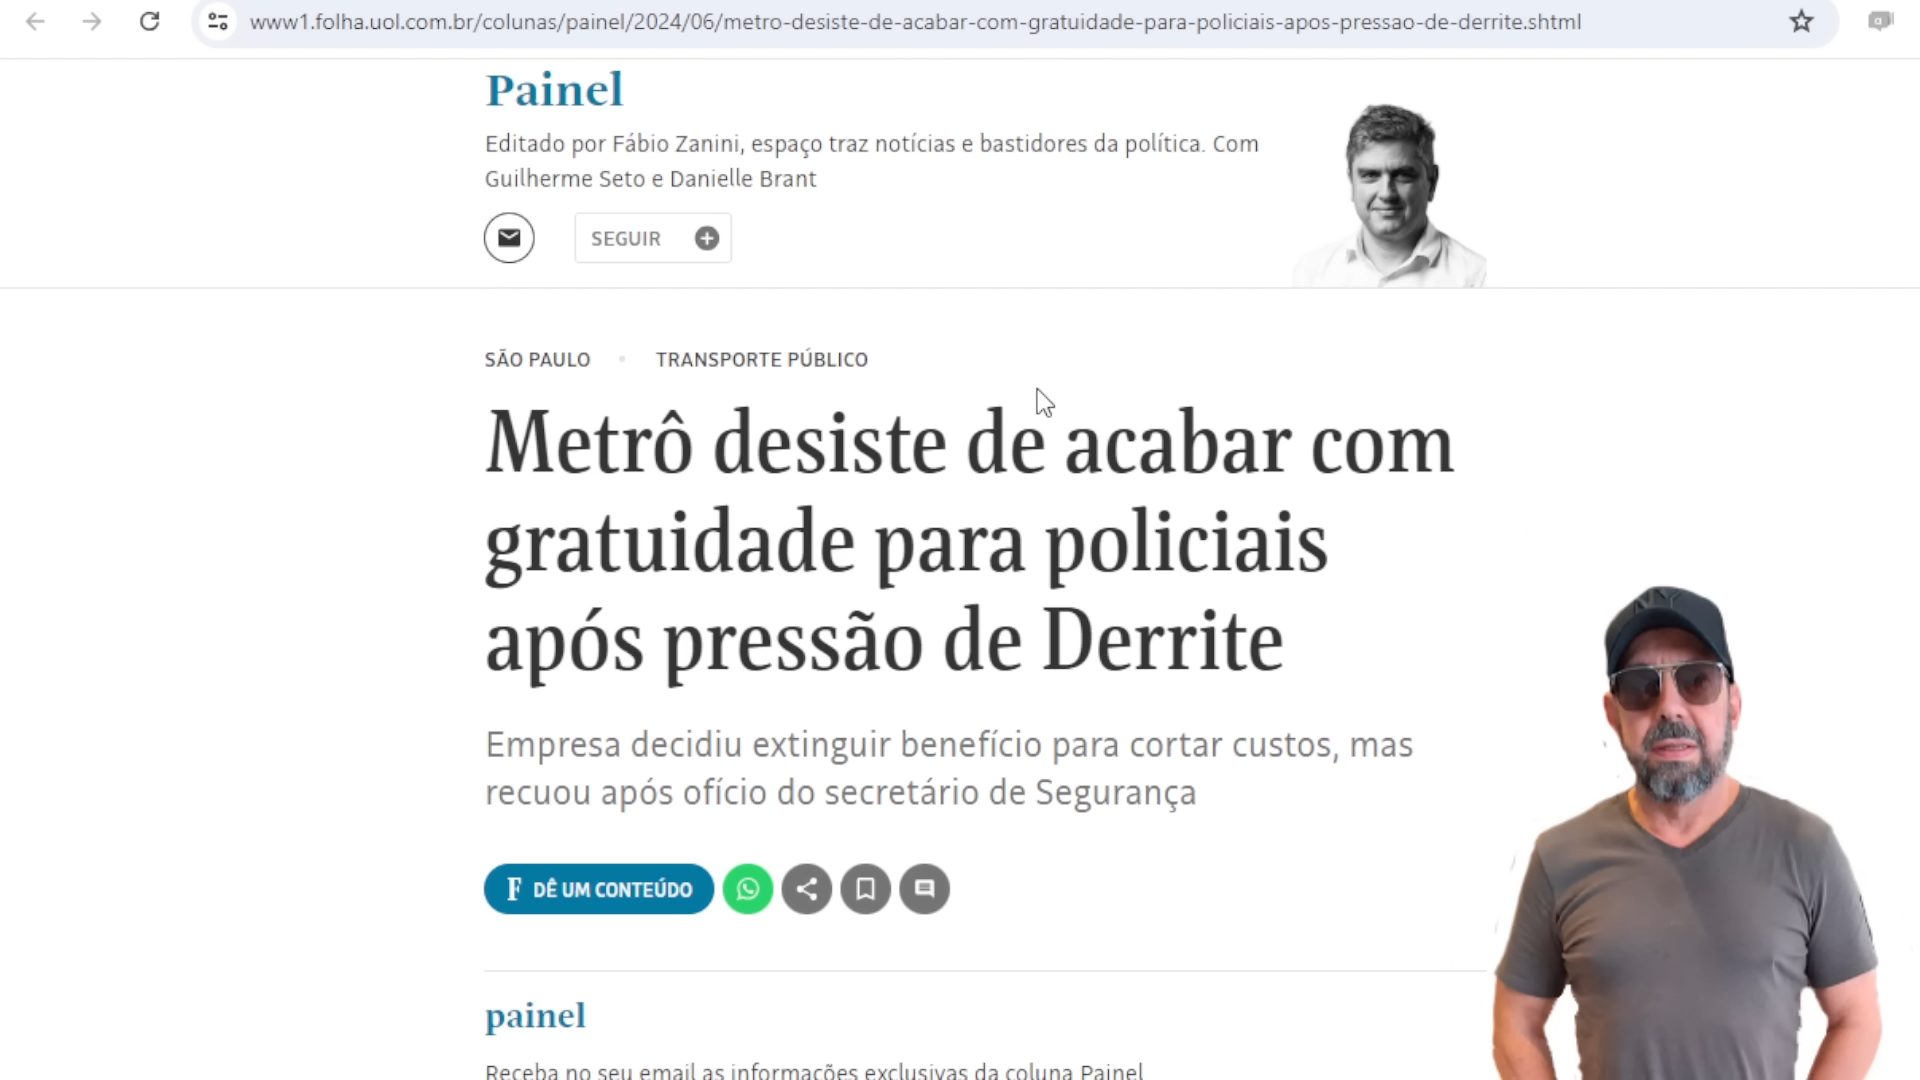 www1.folha.uol.com.br/colunas/painel/2024/06/metro-desiste-de-acabar-com-gratuidade-para-policiais-apos-pressao-de-derrite.shtml
Painel
Editado por Fábio Zanini, espaço traz notícias e bastidores da política. Com
Guilherme Seto e Danielle Brant
SEGUIR
SÃO PAULO TRANSPORTE PÚBLICO
Metrô desiste de acabar com
gratuidade para policiais
após pressão de Derrite
Empresa decidiu extinguir benefício para cortar custos, mas
recuou após ofício do secretário de Segurança
F DÊ UM CONTEÚDO
painel
Receba no seu email as informações exclusivas da coluna Painel
NY